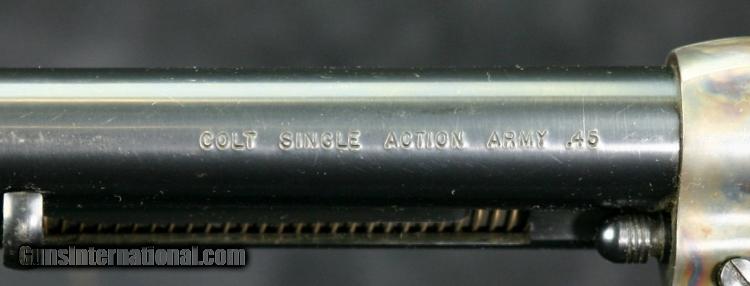 COLT SINGLE ACTION ARMY .45
GunsInternational.com